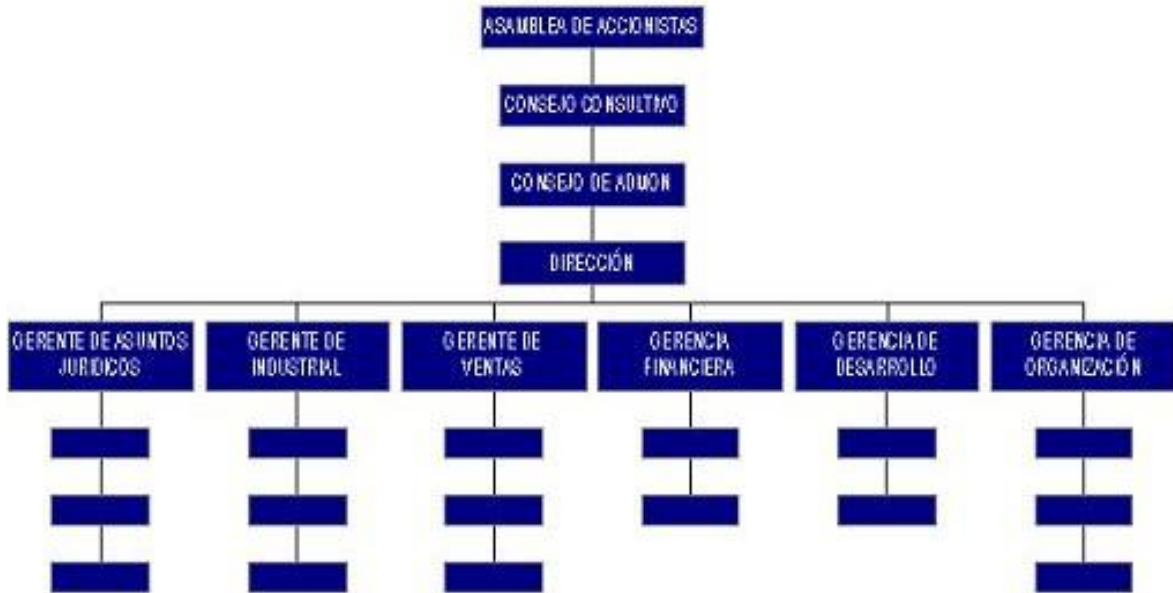 ASAMBLEA DE ACCIONISTAS
CONSEJO CONSULTIVO
CONSEJO DE ADMON
DIRECCIÓN
GERENTE DE ASUNTOS
JURIDICOS
GERENTE DE
INDUSTRIAL
GERENTE DE
VENTAS
GERENCIA
FINANCIERA
GERENCIA DE
DESARROLLO
GERENCIA DE
ORGANIZACIÓN